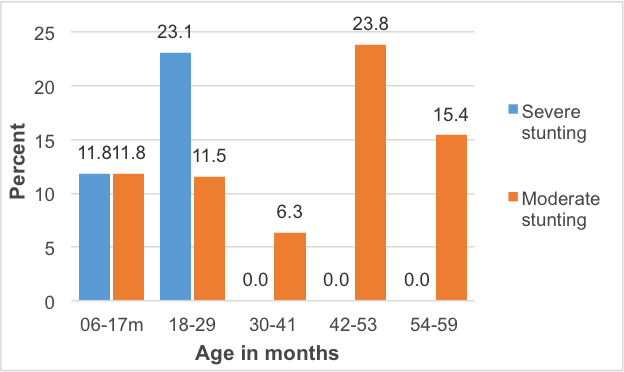 25
20
15
10
5
0
Percent
11.8
11.8
23.1
11.5
0.0
6.3
0.0
23.8
0.0
15.4
06-17m
18-29
30-41
42-53
54-59
Age in months
Severe
stunting
Moderate
stunting